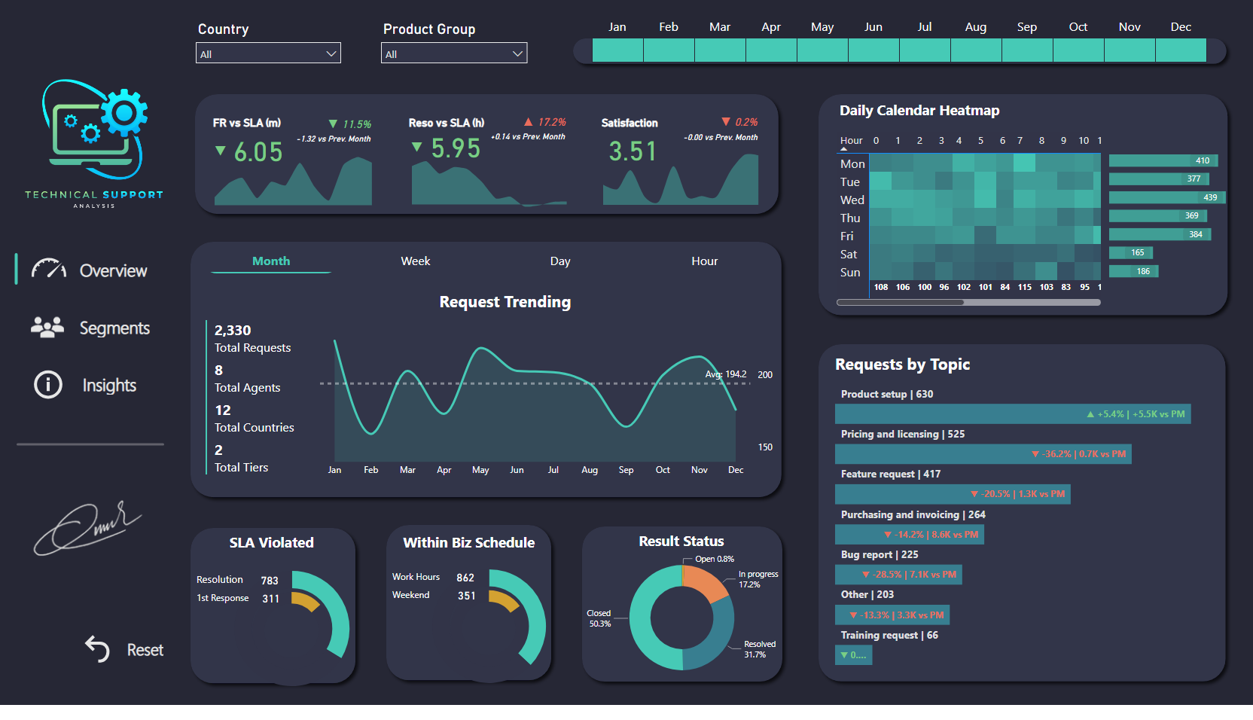 Country
Product Group
All
All
Jan Feb Mar Apr May Jun Jul Aug Sep Oct Nov Dec
TECHNICAL SUPPORT
ANALYSIS
Overview
Segments
Insights
Reset
FR vs SLA (m)
▼ 11.5%
-1.32 vs Prev. Month
▼ 6.05
Reso vs SLA (h)
▲ 17.2%
+0.14 vs Prev. Month
▼ 5.95
Satisfaction
▼ 0.2%
-0.00 vs Prev. Month
3.51
Daily Calendar Heatmap
Hour 0 1 2 3 4 5 6 7 8 9 10 1
Mon 410
Tue 377
Wed 439
Thu 369
Fri 384
Sat 165
Sun 186
108 106 100 96 102 101 84 115 103 83 95 1
Month Week Day Hour
Request Trending
2,330
Total Requests
8
Total Agents
12
Total Countries
2
Total Tiers
Avg: 194.2
200
150
Jan Feb Mar Apr May Jun Jul Aug Sep Oct Nov Dec
Requests by Topic
Product setup | 630
▲ +5.4% | +5.5K vs PM
Pricing and licensing | 525
▼ -36.2% | 0.7K vs PM
Feature request | 417
▼ -20.5% | 1.3K vs PM
Purchasing and invoicing | 264
▼ -14.2% | 8.6K vs PM
Bug report | 225
▼ -28.5% | 7.1K vs PM
Other | 203
▼ -13.3% | 3.3K vs PM
Training request | 66
▼ 0....
SLA Violated
Resolution 783
1st Response 311
Within Biz Schedule
Work Hours 862
Weekend 351
Result Status
Open 0.8%
In progress
17.2%
Closed
50.3%
Resolved
31.7%